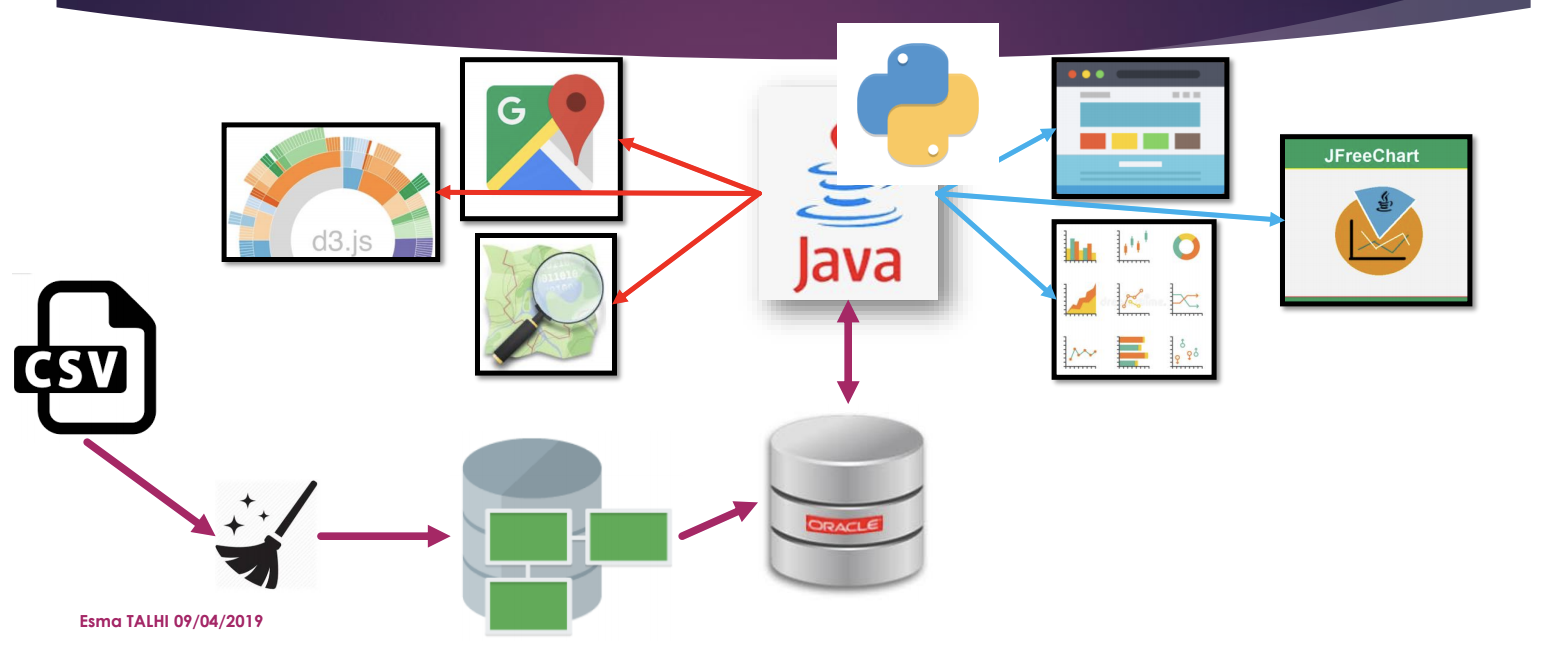 G
d3.js
Java
JFreeChart
CSV
ORACLE
Esma TALHI 09/04/2019